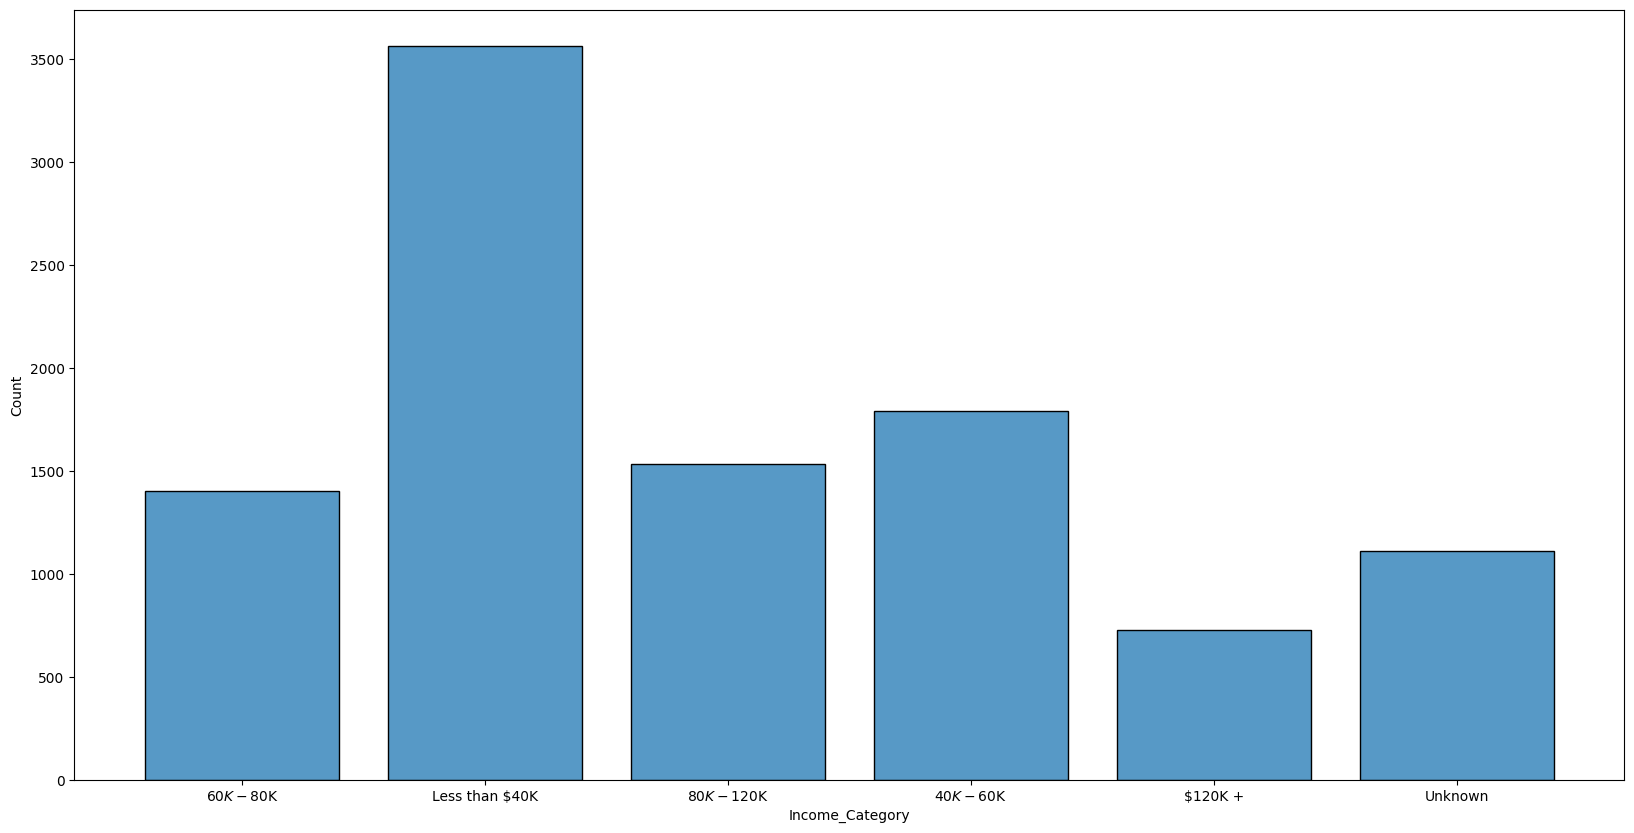 3500
3000
2500
2000
1500
1000
500
0
Count
60K − 80K
Less than $40K
80K − 120K
40K − 60K
$120K +
Unknown
Income_Category